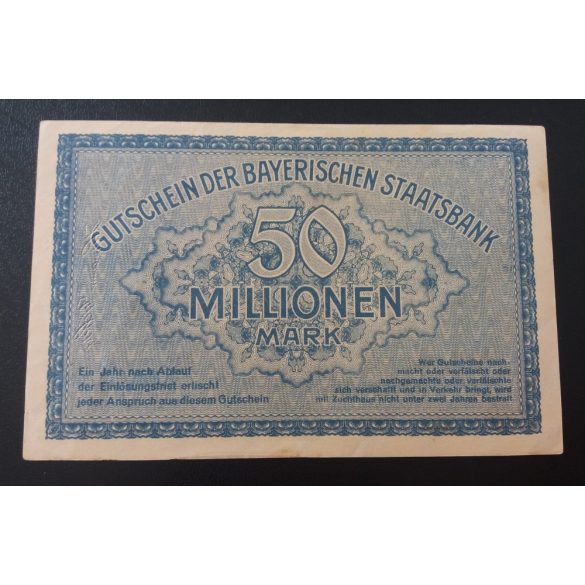 GUTSCHEIN DER BAYERISCHEN STAATSBANK
50
MILLIONEN
MARK
Ein Jahr nach Ablauf
der Einlösungsfrist erlischt
jeder Anspruch aus diesem Gutschein
Wer Gutscheine nach-
macht oder verfälscht oder
nachgemachte oder verfälschte
sich verschafft und in Verkehr bringt, wird
mit Zuchthaus nicht unter zwei Jahren bestraft